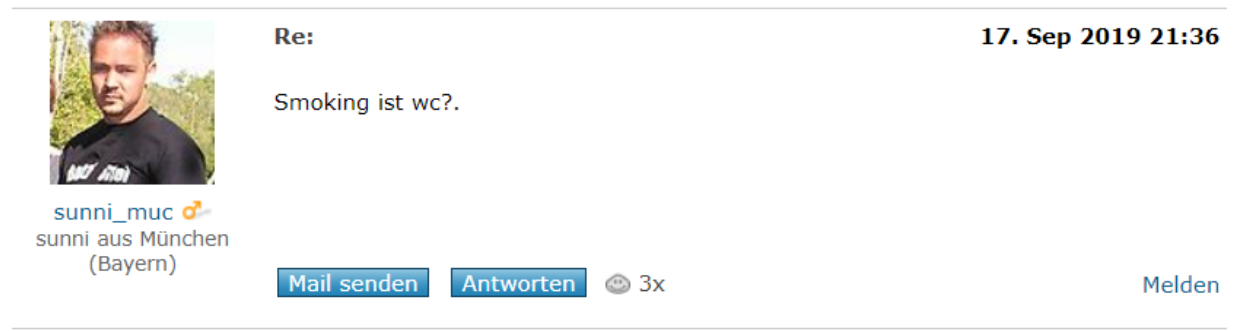 Re:
17. Sep 2019 21:36
Smoking ist wc?.
sunni_muc
sunni aus München
(Bayern)
Mail senden
Antworten
3x
Melden